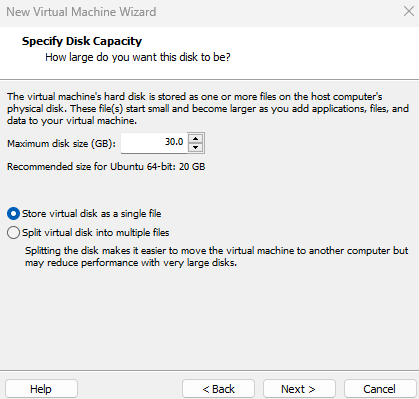 New Virtual Machine Wizard
Specify Disk Capacity
How large do you want this disk to be?
The virtual machine's hard disk is stored as one or more files on the host computer's
physical disk. These file(s) start small and become larger as you add applications, files, and
data to your virtual machine.
Maximum disk size (GB): 30.0
Recommended size for Ubuntu 64-bit: 20 GB
Store virtual disk as a single file
Split virtual disk into multiple files
Splitting the disk makes it easier to move the virtual machine to another computer but
may reduce performance with very large disks.
Help < Back Next > Cancel